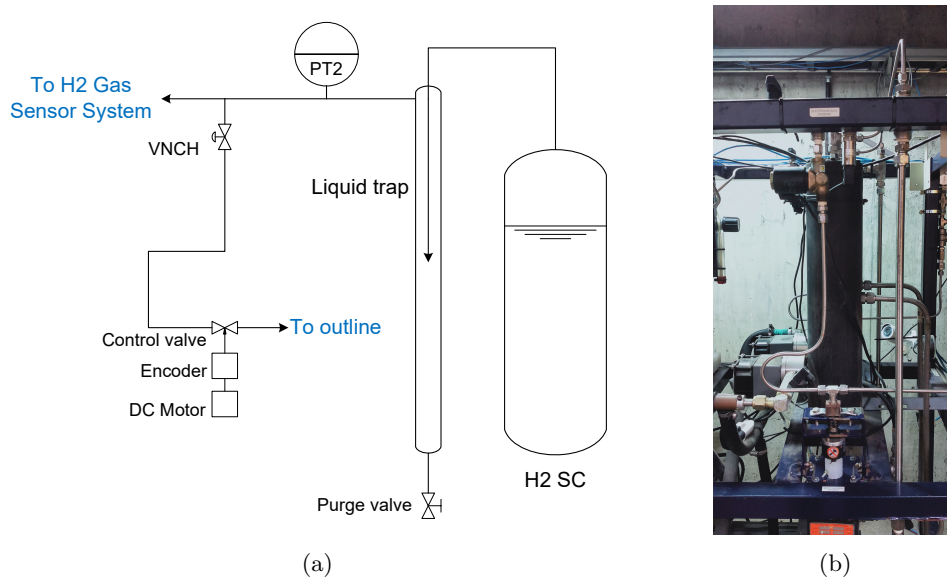 PT2
To H2 Gas
Sensor System
VNCH
Liquid trap
To outline
Control valve
Encoder
DC Motor
H2 SC
Purge valve
(a)
(b)